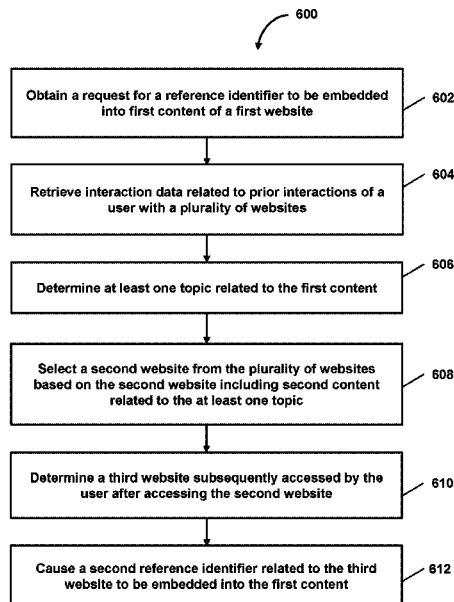 600
Obtain a request for a reference identifier to be embedded
into first content of a first website
602
Retrieve interaction data related to prior interactions of a
user with a plurality of websites
604
Determine at least one topic related to the first content
606
Select a second website from the plurality of websites
based on the second website including second content
related to the at least one topic
608
Determine a third website subsequently accessed by the
user after accessing the second website
610
Cause a second reference identifier related to the third
website to be embedded into the first content
612